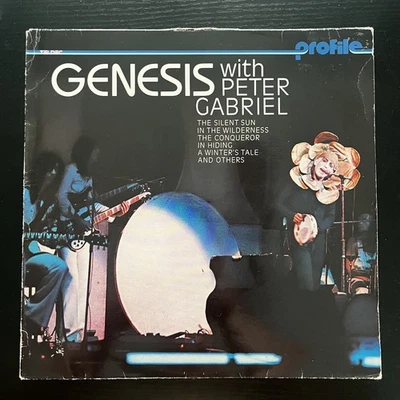 TELDEC
profile
GENESIS with
PETER
GABRIEL
THE SILENT SUN
IN THE WILDERNESS
THE CONQUEROR
IN HIDING
A WINTER'S TALE
AND OTHERS